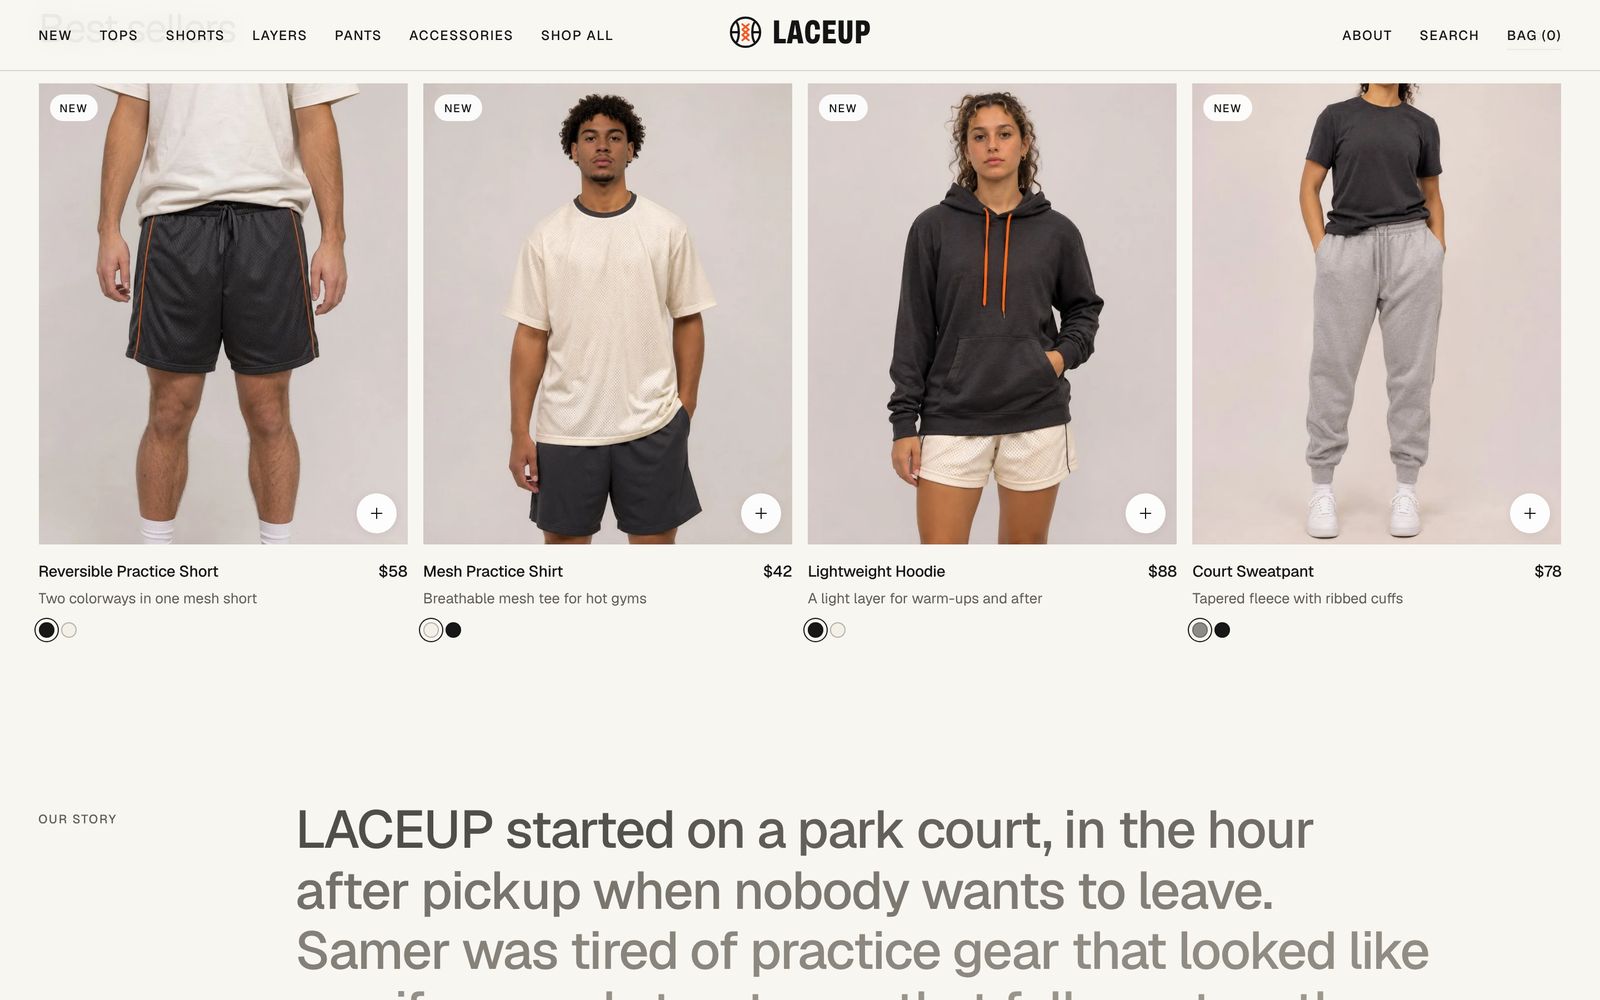 Best sellers
NEW TOPS SHORTS LAYERS PANTS ACCESSORIES SHOP ALL
LACEUP
ABOUT SEARCH BAG (0)
NEW
NEW
NEW
NEW
Reversible Practice Short $58
Two colorways in one mesh short
Mesh Practice Shirt $42
Breathable mesh tee for hot gyms
Lightweight Hoodie $88
A light layer for warm-ups and after
Court Sweatpant $78
Tapered fleece with ribbed cuffs
OUR STORY
LACEUP started on a park court, in the hour
after pickup when nobody wants to leave.
Samer was tired of practice gear that looked like